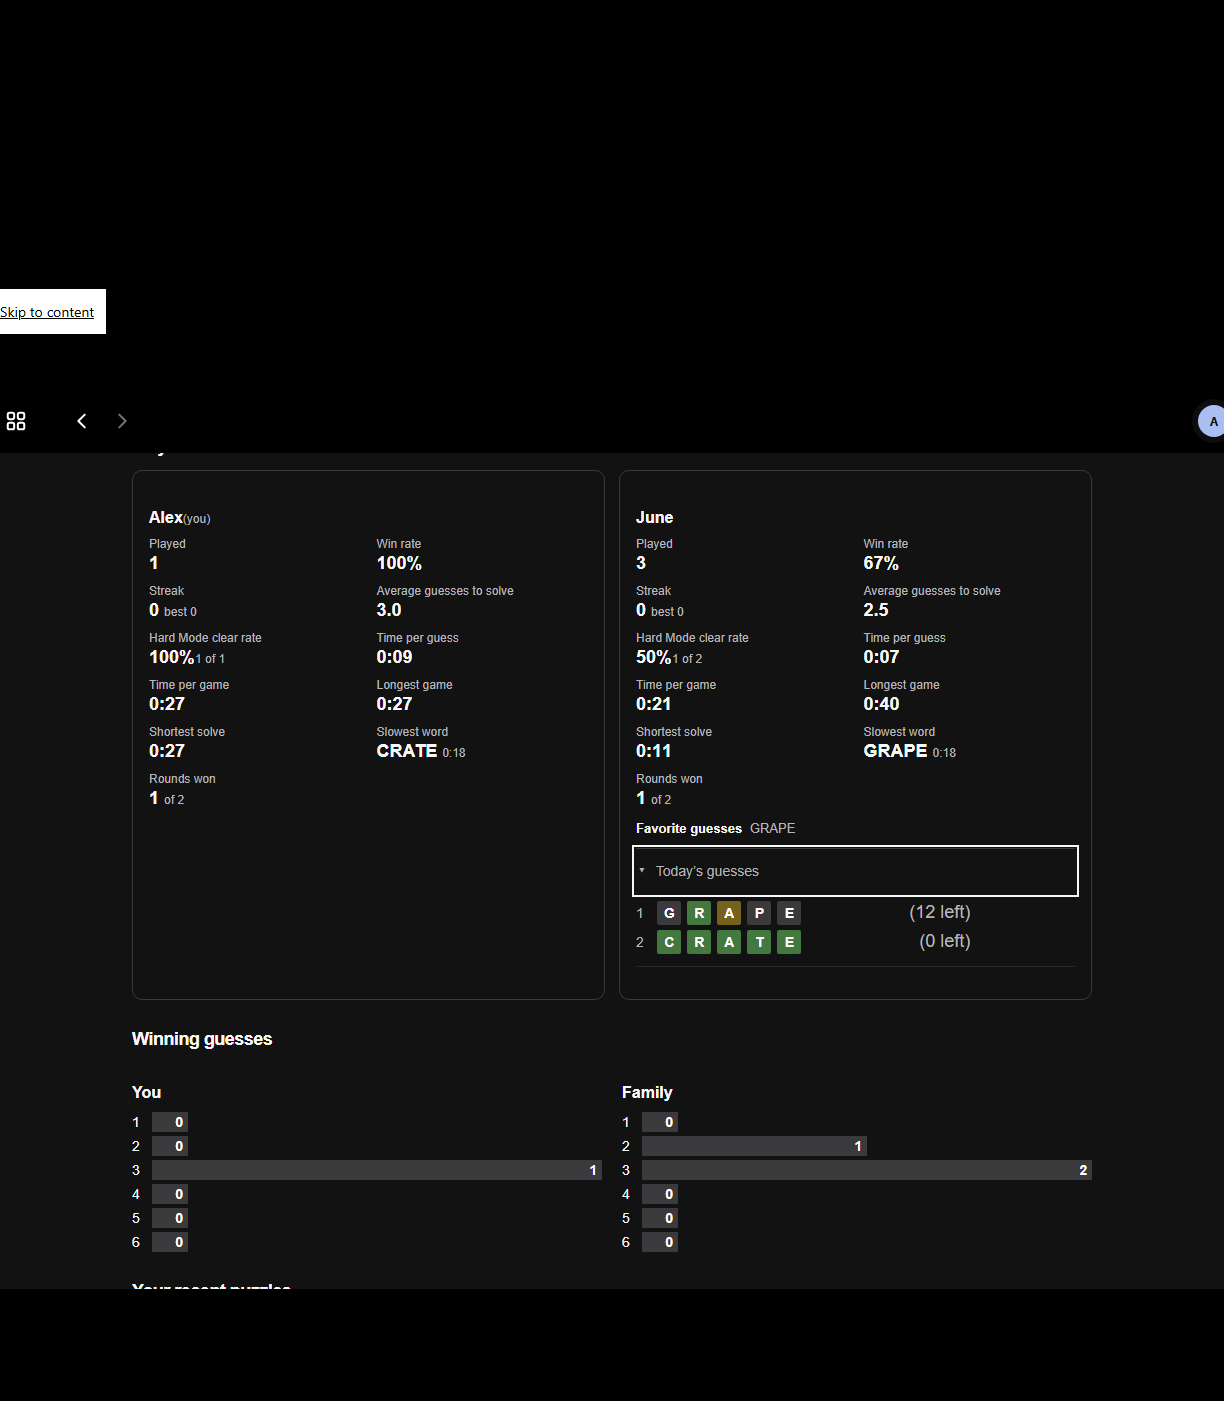 Skip to content
A
Alex(you)
Played
1
Win rate
100%
Streak
0 best 0
Average guesses to solve
3.0
Hard Mode clear rate
100%1 of 1
Time per guess
0:09
Time per game
0:27
Longest game
0:27
Shortest solve
0:27
Slowest word
CRATE 0:18
Rounds won
1 of 2
June
Played
3
Win rate
67%
Streak
0 best 0
Average guesses to solve
2.5
Hard Mode clear rate
50%1 of 2
Time per guess
0:07
Time per game
0:21
Longest game
0:40
Shortest solve
0:11
Slowest word
GRAPE 0:18
Rounds won
1 of 2
Favorite guesses GRAPE
Today’s guesses
1 G R A P E (12 left)
2 C R A T E (0 left)
Winning guesses
You
1 0
2 0
3 1
4 0
5 0
6 0
Family
1 0
2 1
3 2
4 0
5 0
6 0
Your recent puzzles